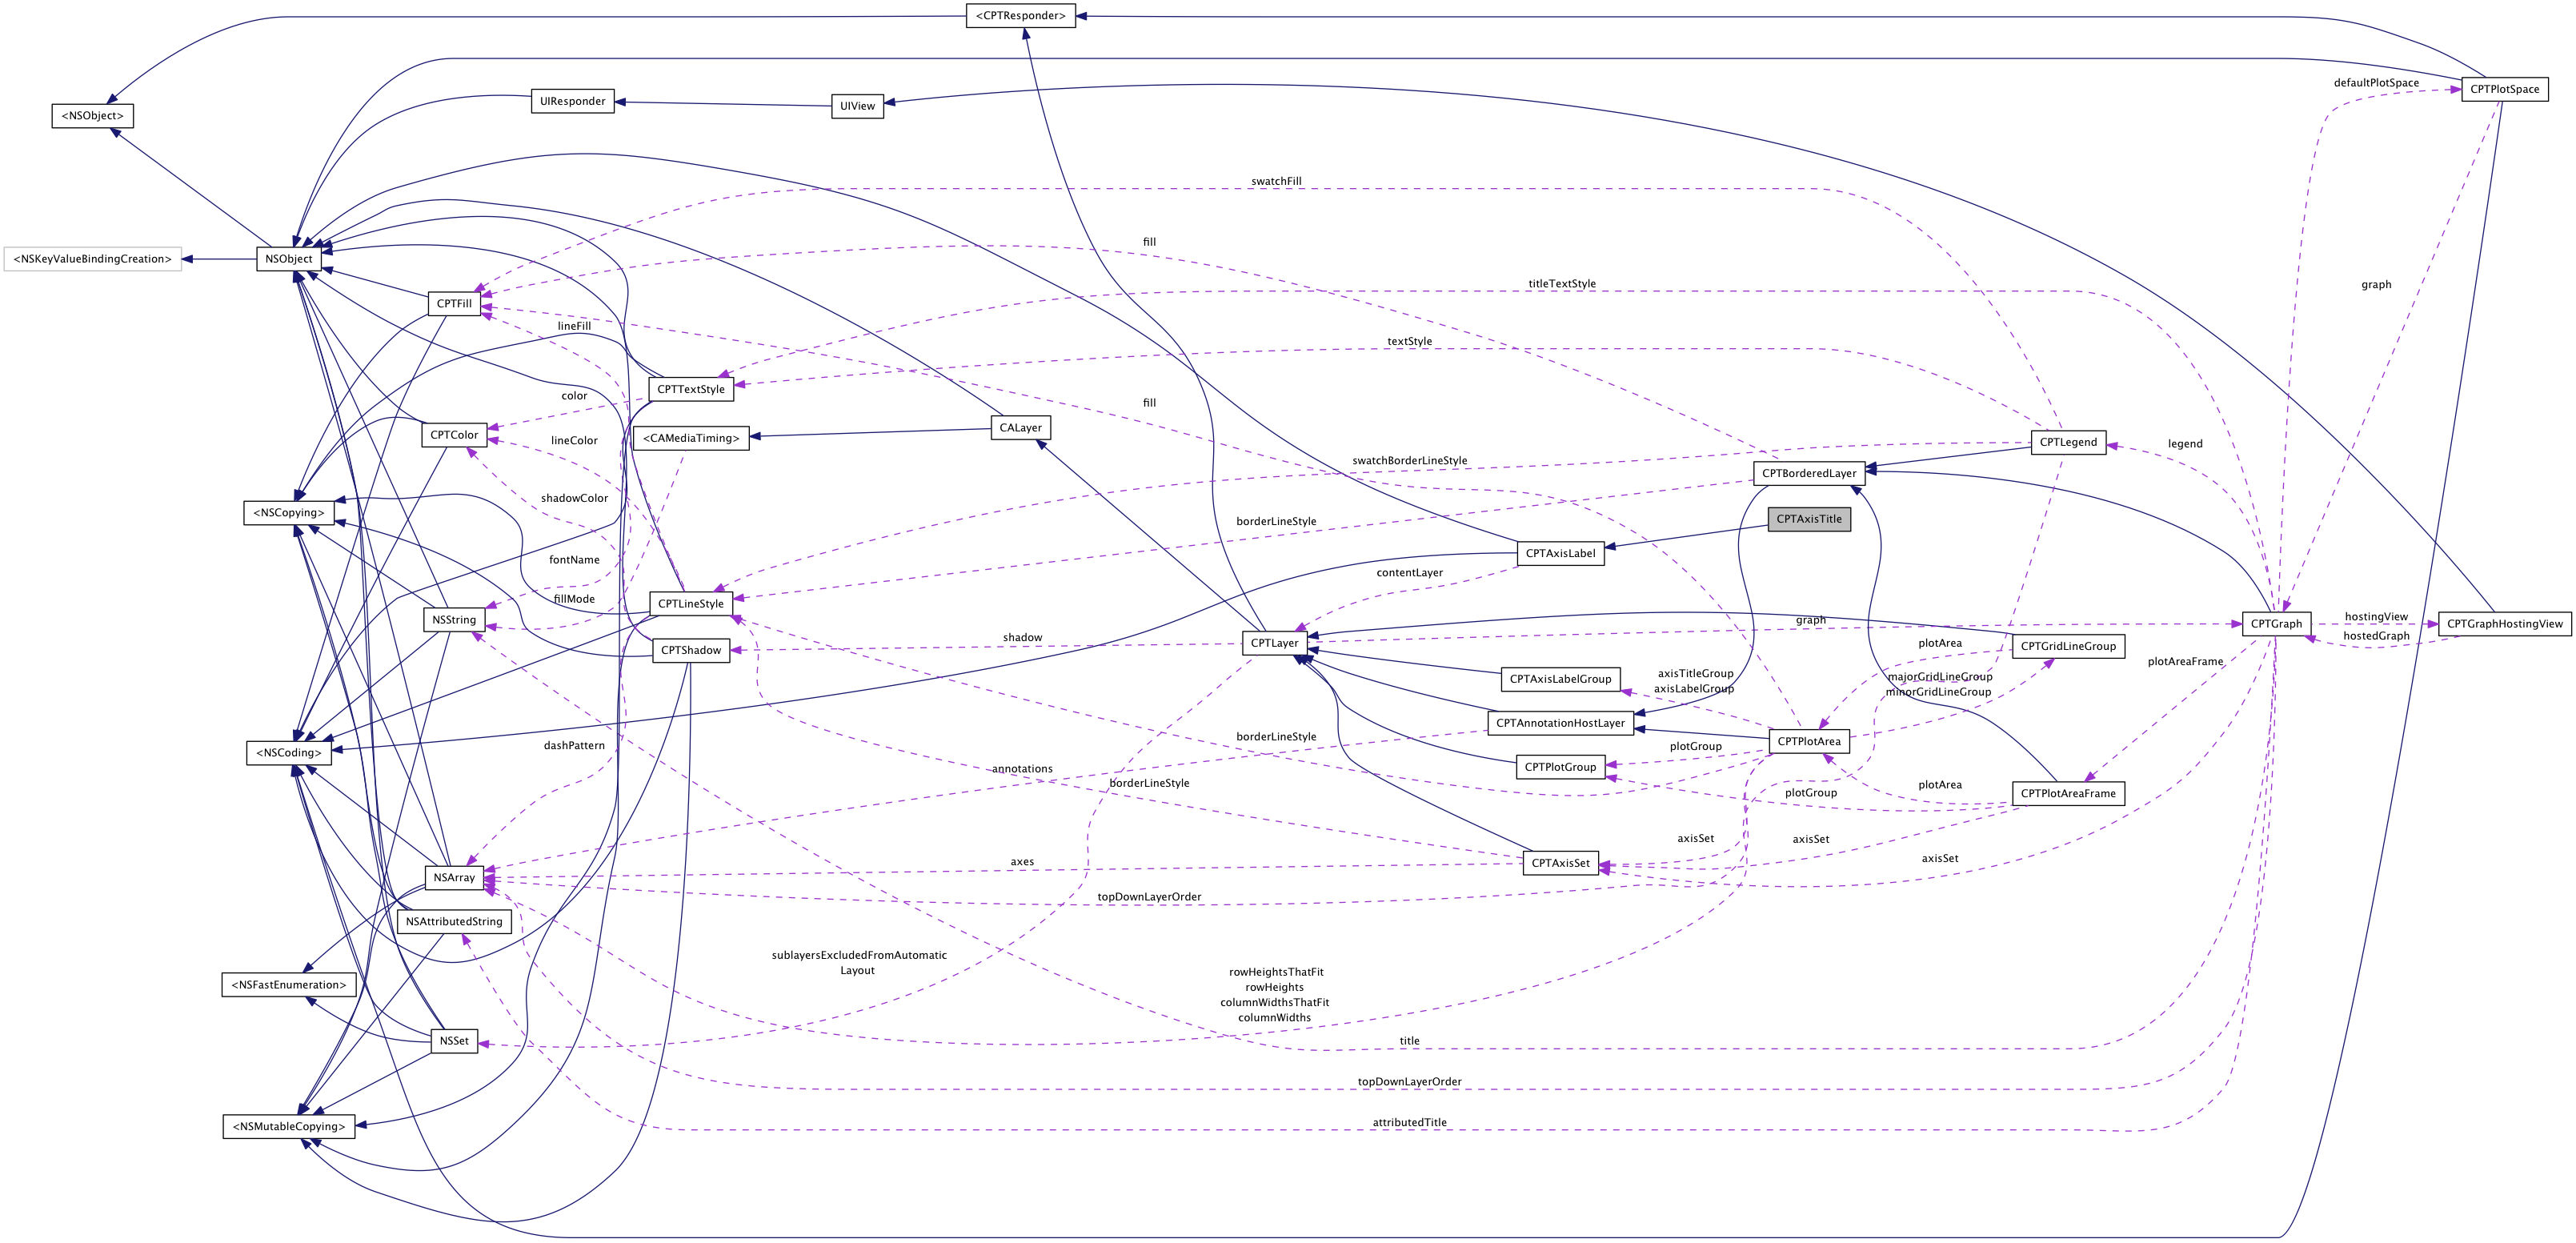 <CPTResponder>
defaultPlotSpace
CPTPlotSpace
UIResponder
UIView
<NSObject>
swatchFill
fill
<NSKeyValueBindingCreation>
NSObject
titleTextStyle
graph
CPTFill
lineFill
textStyle
CPTTextStyle
color
fill
CALayer
CPTColor
lineColor
<CAMediaTiming>
CPTLegend
legend
swatchBorderLineStyle
CPTBorderedLayer
shadowColor
<NSCopying>
borderLineStyle
CPTAxisTitle
fontName
CPTAxisLabel
contentLayer
fillMode
CPTLineStyle
NSString
graph
CPTGraph
hostingView
CPTGraphHostingView
hostedGraph
shadow
CPTLayer
CPTShadow
plotArea
CPTGridLineGroup
plotAreaFrame
axisTitleGroup
axisLabelGroup
CPTAxisLabelGroup
majorGridLineGroup
minorGridLineGroup
CPTAnnotationHostLayer
borderLineStyle
CPTPlotArea
dashPattern
plotGroup
<NSCoding>
annotations
CPTPlotGroup
borderLineStyle
plotGroup
plotArea
CPTPlotAreaFrame
axisSet
axisSet
axisSet
axes
CPTAxisSet
NSArray
topDownLayerOrder
NSAttributedString
sublayersExcludedFromAutomatic
Layout
rowHeightsThatFit
rowHeights
columnWidthsThatFit
columnWidths
<NSFastEnumeration>
NSSet
title
topDownLayerOrder
<NSMutableCopying>
attributedTitle